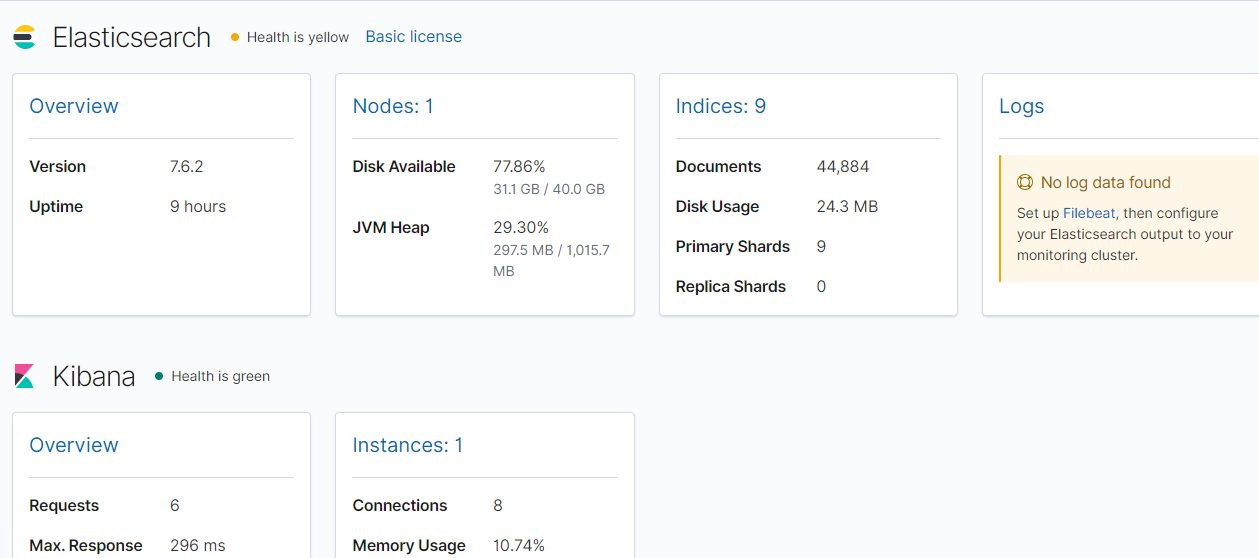 Elasticsearch Health is yellow Basic license
Overview
Version 7.6.2
Uptime 9 hours
Nodes: 1
Disk Available 77.86%
31.1 GB / 40.0 GB
JVM Heap 29.30%
297.5 MB / 1,015.7
MB
Indices: 9
Documents 44,884
Disk Usage 24.3 MB
Primary Shards 9
Replica Shards 0
Logs
No log data found
Set up Filebeat, then configure
your Elasticsearch output to your
monitoring cluster.
Kibana Health is green
Overview
Requests 6
Max. Response 296 ms
Instances: 1
Connections 8
Memory Usage 10.74%